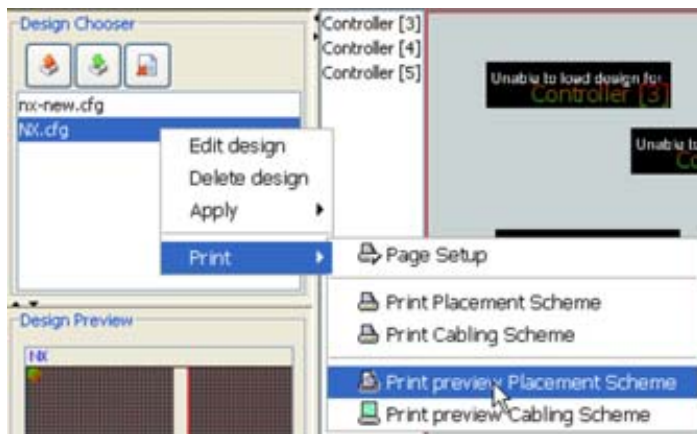 Design Chooser
nx-new.cfg
NX.cfg
Edit design
Delete design
Apply
Print
Page Setup
Print Placement Scheme
Print Cabling Scheme
Print preview Placement Scheme
Print preview Cabling Scheme
Design Preview
NX
Controller [3]
Controller [4]
Controller [5]
Unable to load design for
Controller [3]
Unable t
Co